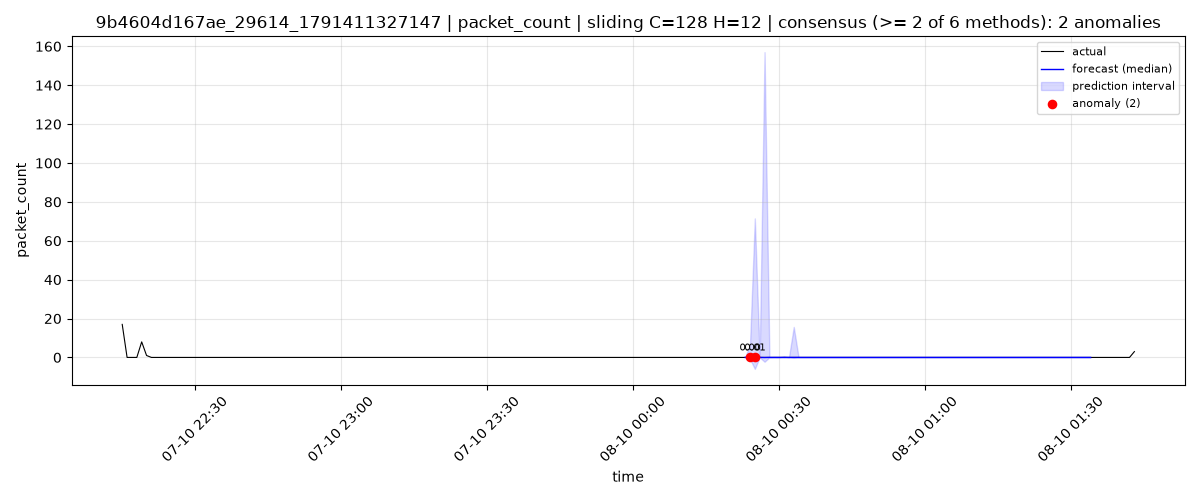 9b4604d167ae_29614_1791411327147 | packet_count | sliding C=128 H=12 | consensus (>= 2 of 6 methods): 2 anomalies
160
140
120
100
80
60
40
20
0
packet_count
actual
forecast (median)
prediction interval
anomaly (2)
07-10 22:30
07-10 23:00
07-10 23:30
08-10 00:00
08-10 00:30
08-10 01:00
08-10 01:30
time